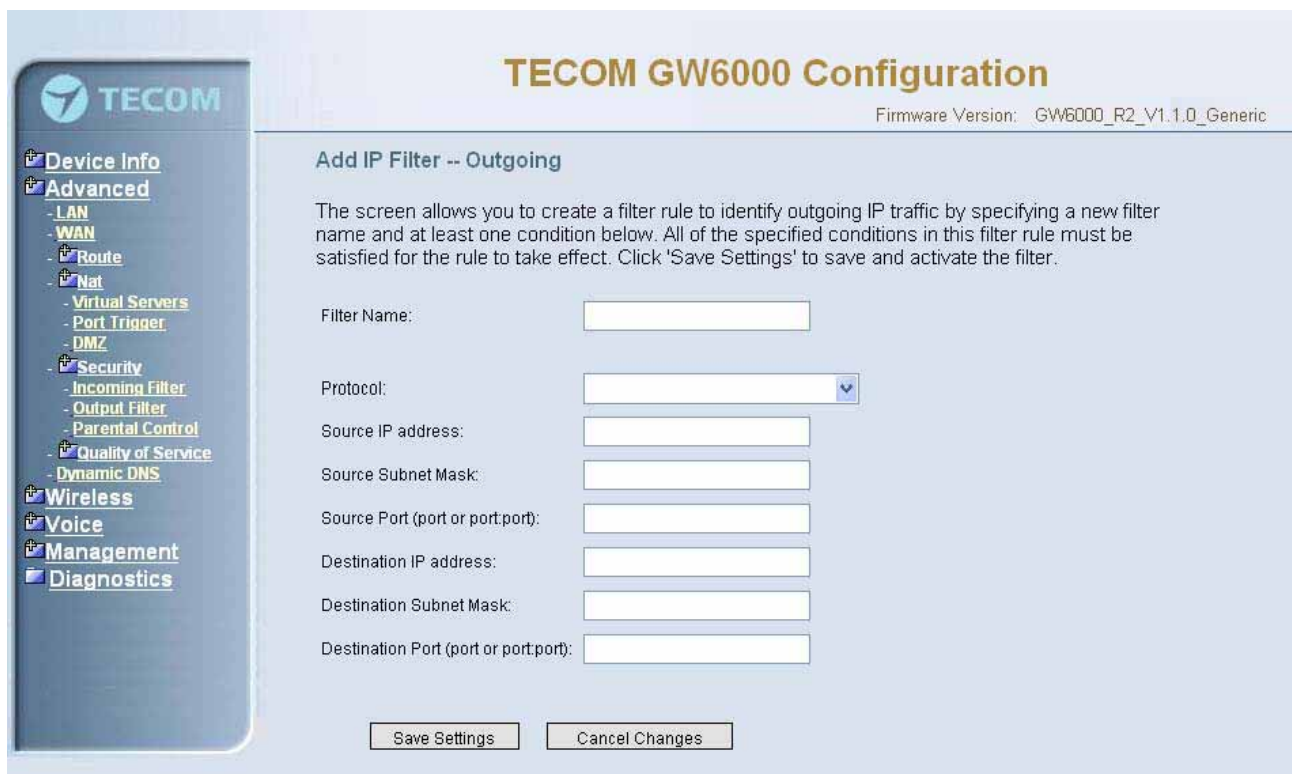 TECOM
TECOM GW6000 Configuration
Firmware Version: GW6000_R2_V1.1.0_Generic
Device Info
Advanced
- LAN
- WAN
- Route
- Nat
- Virtual Servers
- Port Trigger
- DMZ
- Security
- Incoming Filter
- Output Filter
- Parental Control
- Quality of Service
- Dynamic DNS
Wireless
Voice
Management
Diagnostics
Add IP Filter -- Outgoing
The screen allows you to create a filter rule to identify outgoing IP traffic by specifying a new filter
name and at least one condition below. All of the specified conditions in this filter rule must be
satisfied for the rule to take effect. Click 'Save Settings' to save and activate the filter.
Filter Name:
Protocol:
Source IP address:
Source Subnet Mask:
Source Port (port or port:port):
Destination IP address:
Destination Subnet Mask:
Destination Port (port or port:port):
Save Settings
Cancel Changes